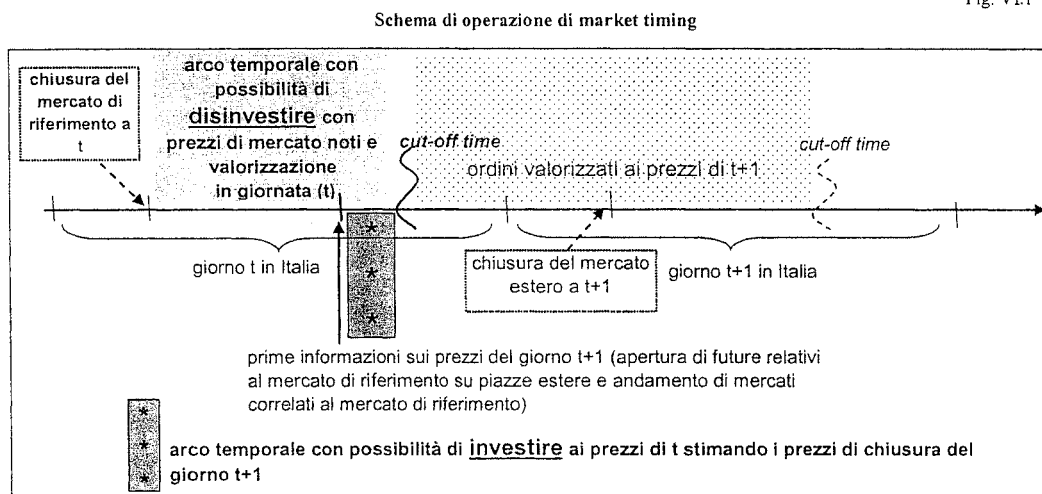 Fig. VI.1
Schema di operazione di market timing
chiusura del
mercato di
riferimento a
t
arco temporale con
possibilità di
disinvestire con
prezzi di mercato noti e
valorizzazione
in giornata (t)
cut-off time
ordini valorizzati ai prezzi di t+1
cut-off time
giorno t in Italia
chiusura del mercato
estero a t+1
giorno t+1 in Italia
*
*
*
prime informazioni sui prezzi del giorno t+1 (apertura di future relativi
al mercato di riferimento su piazze estere e andamento di mercati
correlati al mercato di riferimento)
*
*
*
arco temporale con possibilità di investire ai prezzi di t stimando i prezzi di chiusura del
giorno t+1